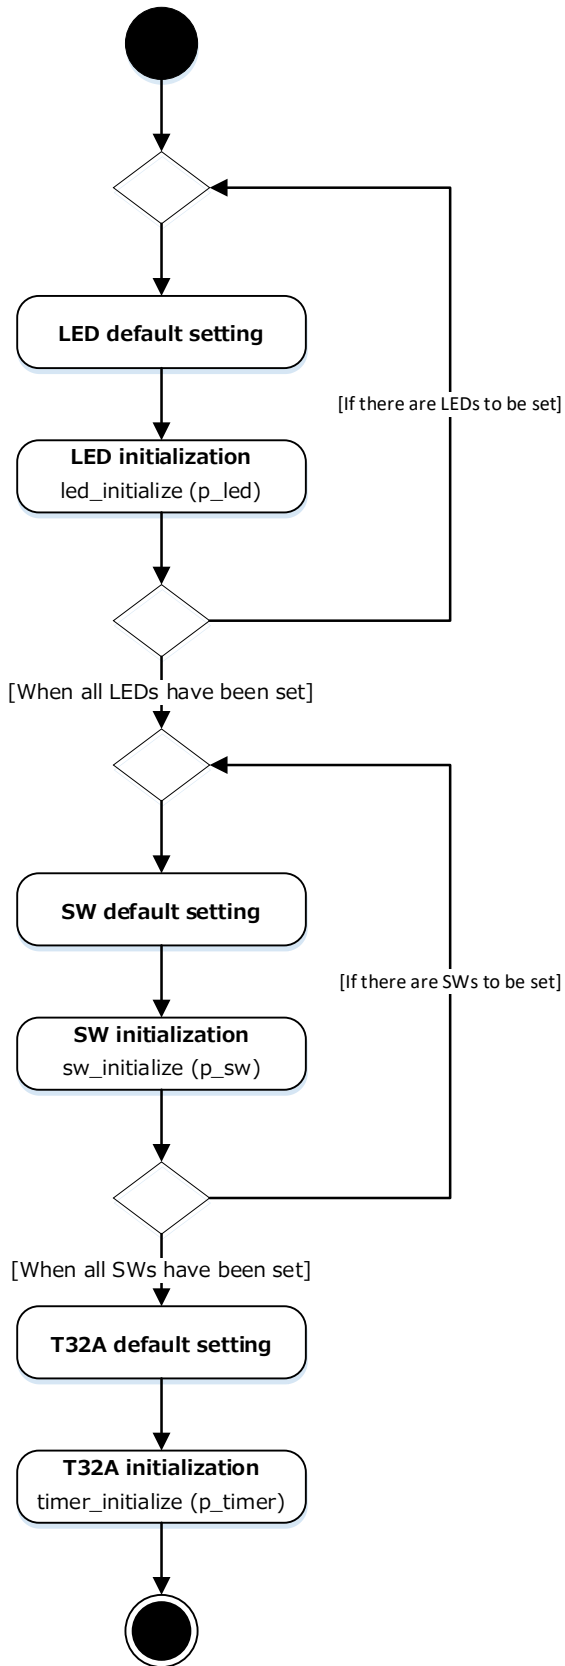 LED default setting
[If there are LEDs to be set]
LED initialization
led_initialize (p_led)
[When all LEDs have been set]
SW default setting
[If there are SWs to be set]
SW initialization
sw_initialize (p_sw)
[When all SWs have been set]
T32A default setting
T32A initialization
timer_initialize (p_timer)